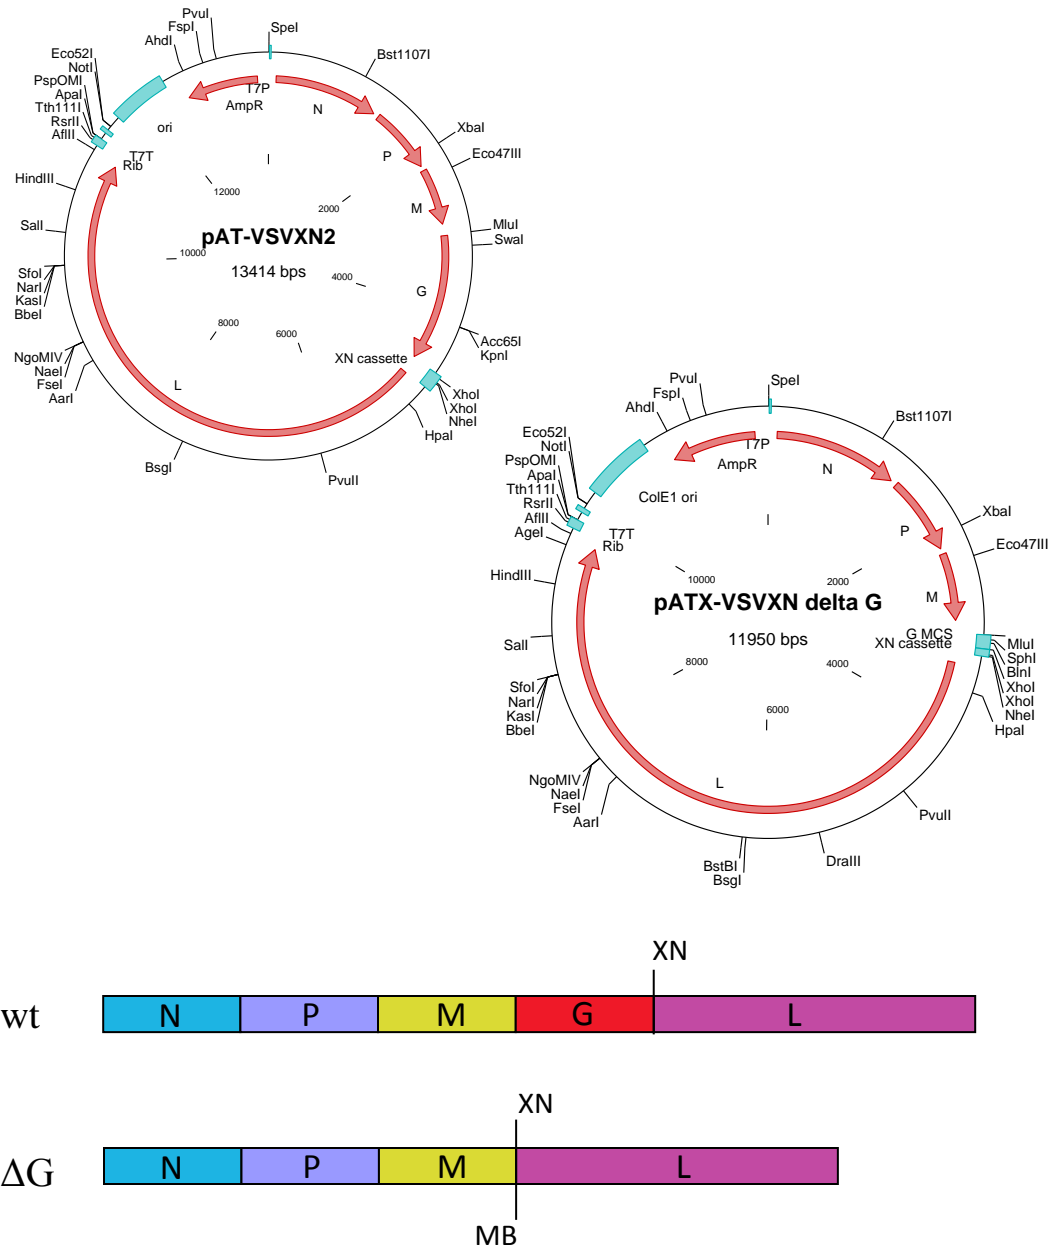 PvuI
FspI
AhdI
SpeI
Bst1107I
Eco52I
NotI
PspOMI
ApaI
Tth111I
RsrII
AflII
T7P
AmpR
N
ori
XbaI
P
Eco47III
T7T
Rib
I
HindIII
12000
2000
M
SalI
MluI
SwaI
pAT-VSVXN2
10000
13414 bps
SfoI
NarI
KasI
BbeI
4000
G
8000
6000
Acc65I
KpnI
NgoMIV
NaeI
FseI
AarI
XN cassette
L
XhoI
XhoI
NheI
HpaI
BsgI
PvuII
PvuI
FspI
AhdI
SpeI
Bst1107I
Eco52I
NotI
PspOMI
ApaI
Tth111I
RsrII
AflII
AgeI
T7P
AmpR
N
ColE1 ori
XbaI
P
Eco47III
T7T
Rib
I
HindIII
10000
2000
M
pATX-VSVXN delta G
11950 bps
G MCS
XN cassette
SalI
MluI
SphI
BlnI
XhoI
XhoI
NheI
HpaI
8000
4000
SfoI
NarI
KasI
BbeI
6000
NgoMIV
NaeI
FseI
AarI
L
PvuII
BstBI
BsgI
DraIII
XN
wt N P M G L
XN
ΔG N P M L
MB